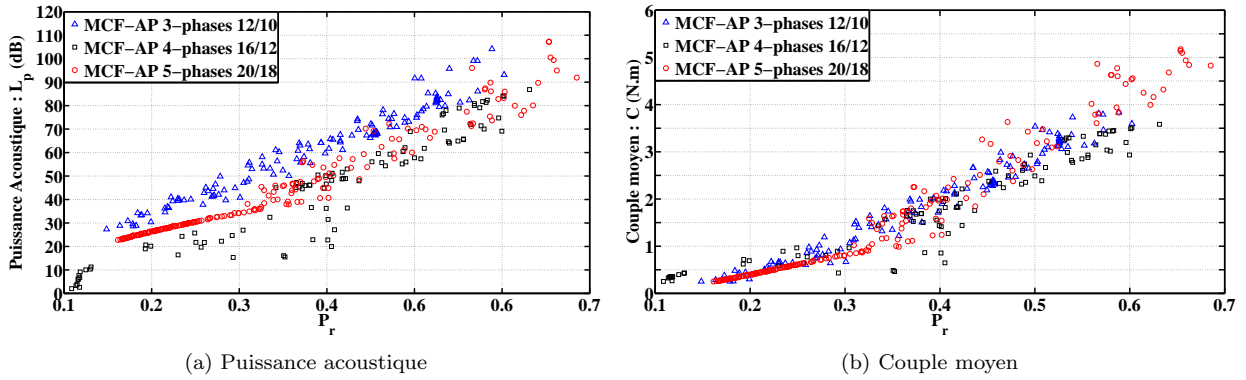 Puissance Acoustique : L_p (dB)
110
100
90
80
70
60
50
40
30
20
10
0
MCF-AP 3-phases 12/10
MCF-AP 4-phases 16/12
MCF-AP 5-phases 20/18
0.1 0.2 0.3 0.4 0.6 0.6 0.7
P_r
(a) Puissance acoustique
Couple moyen : C (N.m)
6
5
4
3
2
1
0
MCF-AP 3-phases 12/10
MCF-AP 4-phases 16/12
MCF-AP 5-phases 20/18
0.1 0.2 0.3 0.4 0.5 0.6 0.7
P_r
(b) Couple moyen